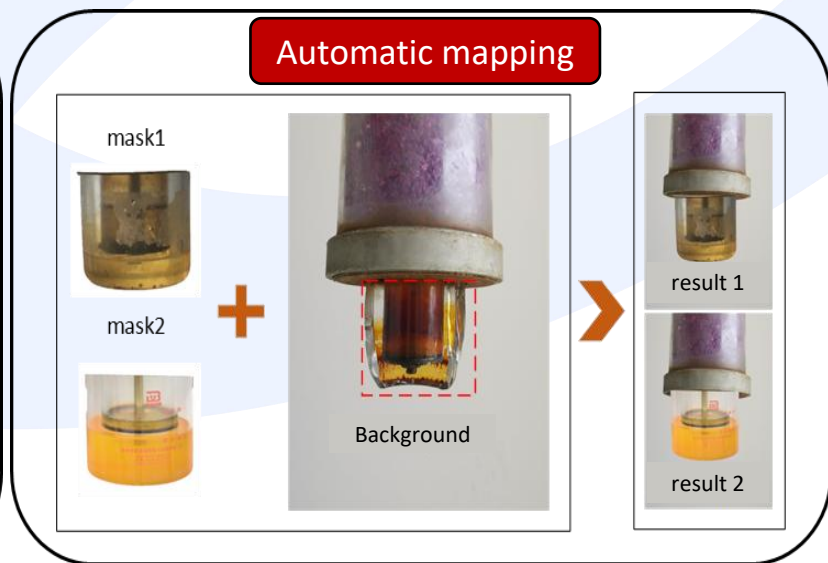 Automatic mapping
mask1
mask2
Background
result 1
result 2